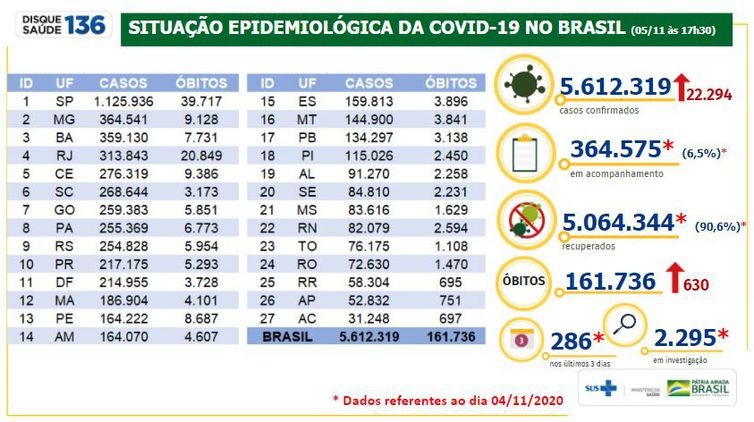 DISQUE
SAÚDE 136
SITUAÇÃO EPIDEMIOLÓGICA DA COVID-19 NO BRASIL (05/11 às 17h30)
ID UF CASOS ÓBITOS
1 SP 1.125.936 39.717
2 MG 364.541 9.128
3 BA 359.130 7.731
4 RJ 313.843 20.849
5 CE 276.319 9.386
6 SC 268.644 3.173
7 GO 259.383 5.851
8 PA 255.369 6.773
9 RS 254.828 5.954
10 PR 217.175 5.293
11 DF 214.955 3.728
12 MA 186.904 4.101
13 PE 164.222 8.687
14 AM 164.070 4.607
ID UF CASOS ÓBITOS
15 ES 159.813 3.896
16 MT 144.900 3.841
17 PB 134.297 3.138
18 PI 115.026 2.450
19 AL 91.270 2.258
20 SE 84.810 2.231
21 MS 83.616 1.629
22 RN 82.079 2.594
23 TO 76.175 1.108
24 RO 72.630 1.470
25 RR 58.304 695
26 AP 52.832 751
27 AC 31.248 697
BRASIL 5.612.319 161.736
5.612.319 22.294
casos confirmados
364.575* (6,5%)*
em acompanhamento
5.064.344* (90,6%)*
recuperados
ÓBITOS 161.736 630
3 286*
nos últimos 3 dias
2.295*
em investigação
* Dados referentes ao dia 04/11/2020
SUS
MINISTÉRIO DA
SAÚDE
PÁTRIA AMADA
BRASIL